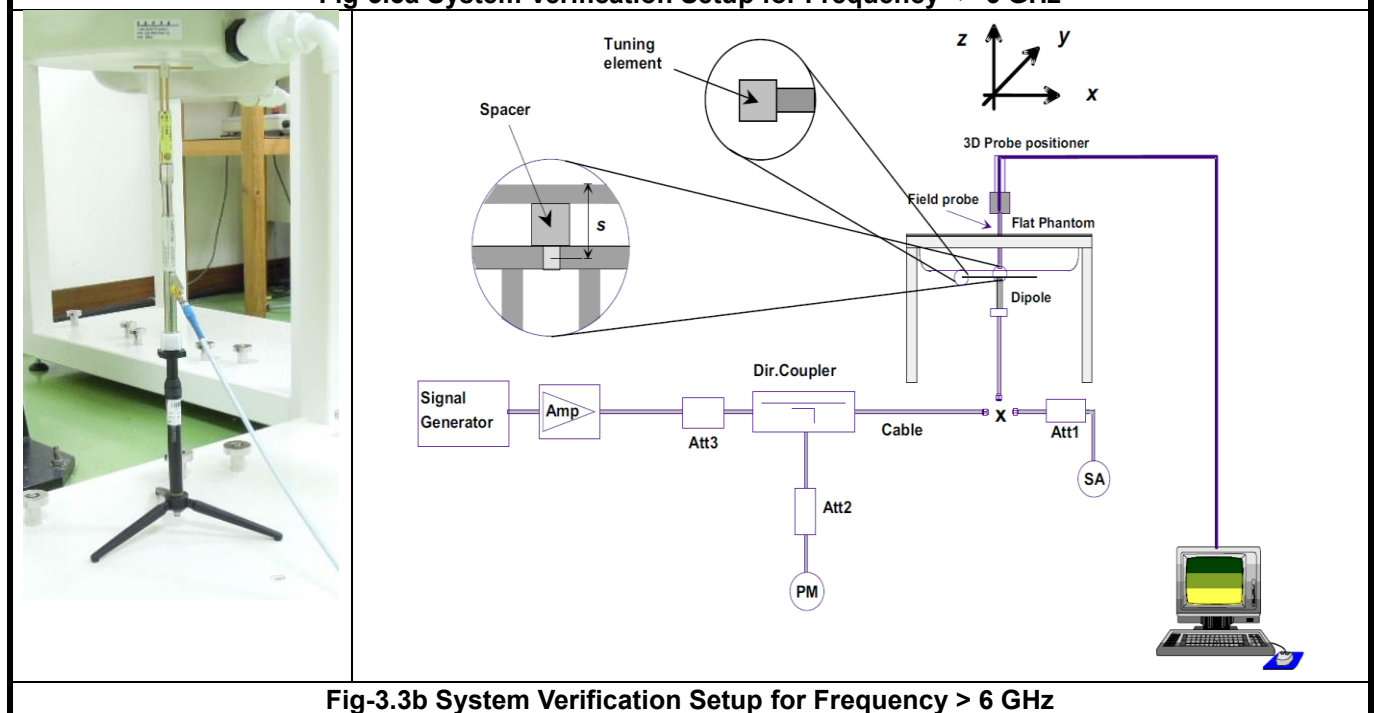 Fig-3.3a System Verification Setup for Frequency > 6 GHz
Tuning
element
z
y
x
Spacer
s
3D Probe positioner
Field probe
Flat Phantom
Dipole
Dir.Coupler
Signal
Generator
Amp
Att3
Cable
x
Att1
SA
Att2
PM
Fig-3.3b System Verification Setup for Frequency > 6 GHz